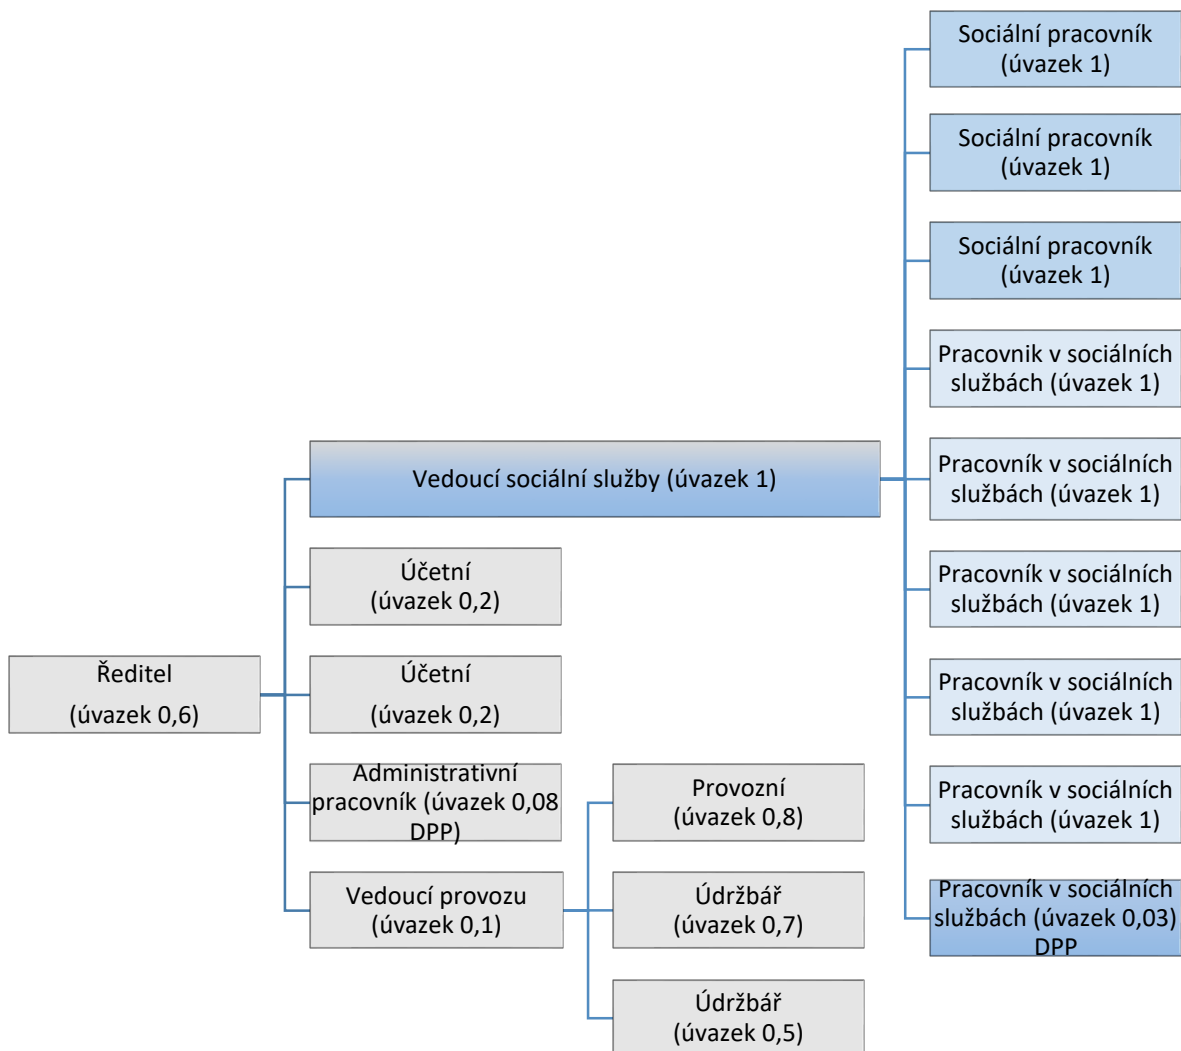 Sociální pracovník
(úvazek 1)
Sociální pracovník
(úvazek 1)
Sociální pracovník
(úvazek 1)
Pracovnik v sociálních
službách (úvazek 1)
Vedoucí sociální služby (úvazek 1)
Pracovník v sociálních
službách (úvazek 1)
Účetní
(úvazek 0,2)
Pracovník v sociálních
službách (úvazek 1)
Ředitel
(úvazek 0,6)
Účetní
(úvazek 0,2)
Pracovník v sociálních
službách (úvazek 1)
Administrativní
pracovník (úvazek 0,08
DPP)
Provozní
(úvazek 0,8)
Pracovník v sociálních
službách (úvazek 1)
Vedoucí provozu
(úvazek 0,1)
Údržbář
(úvazek 0,7)
Pracovník v sociálních
službách (úvazek 0,03)
DPP
Údržbář
(úvazek 0,5)